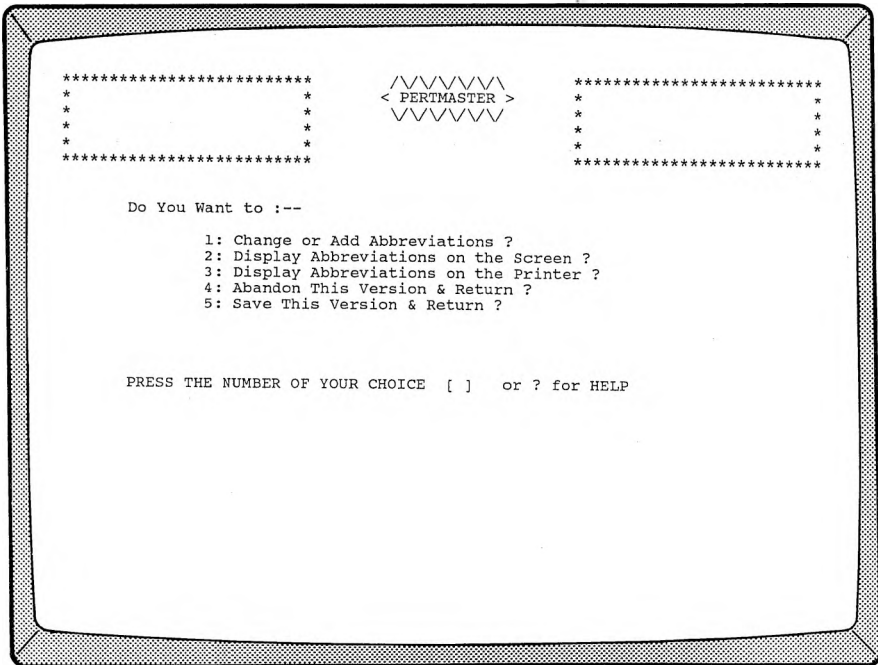 *************************** /\/\/\/\/\/\ **************************
* * < PERTMASTER > * *
* * \/\/\/\/\/\/ * *
* * * *
* * * *
*************************** **************************
Do You Want to :--
1: Change or Add Abbreviations ?
2: Display Abbreviations on the Screen ?
3: Display Abbreviations on the Printer ?
4: Abandon This Version & Return ?
5: Save This Version & Return ?
PRESS THE NUMBER OF YOUR CHOICE [ ] or ? for HELP